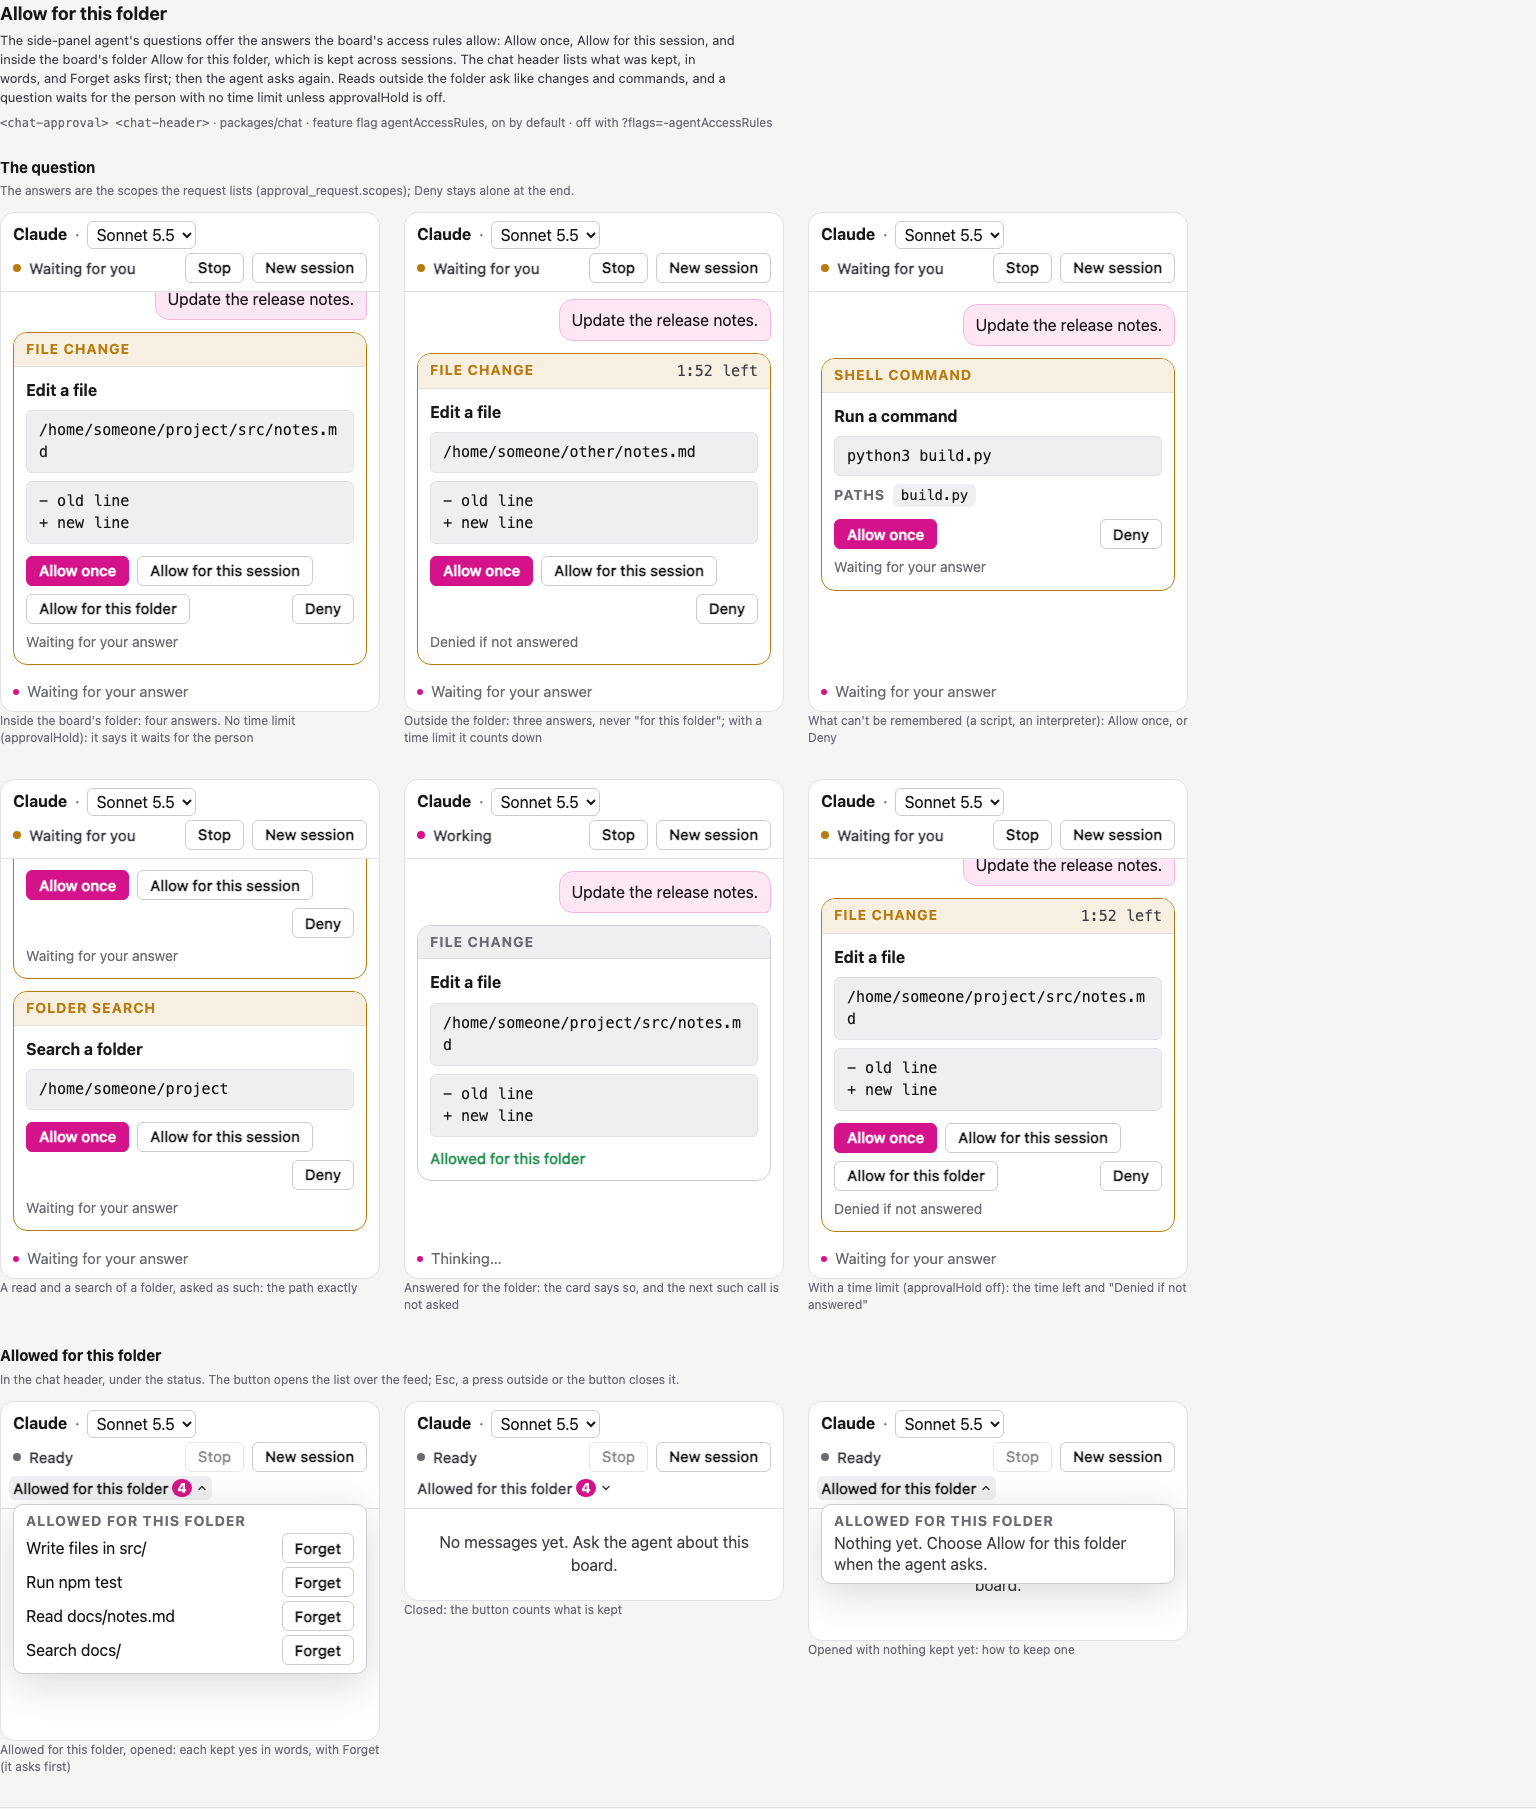 Allow for this folder
The side-panel agent's questions offer the answers the board's access rules allow: Allow once, Allow for this session, and
inside the board's folder Allow for this folder, which is kept across sessions. The chat header lists what was kept, in
words, and Forget asks first; then the agent asks again. Reads outside the folder ask like changes and commands, and a
question waits for the person with no time limit unless approvalHold is off.
<chat-approval> <chat-header> · packages/chat · feature flag agentAccessRules, on by default · off with ?flags=-agentAccessRules
The question
The answers are the scopes the request lists (approval_request.scopes); Deny stays alone at the end.
Claude · Sonnet 5.5
Waiting for you Stop New session
Update the release notes.
FILE CHANGE
Edit a file
/home/someone/project/src/notes.m
d
− old line
+ new line
Allow once Allow for this session
Allow for this folder Deny
Waiting for your answer
Waiting for your answer
Inside the board's folder: four answers. No time limit
(approvalHold): it says it waits for the person
Claude · Sonnet 5.5
Waiting for you Stop New session
Update the release notes.
FILE CHANGE 1:52 left
Edit a file
/home/someone/other/notes.md
− old line
+ new line
Allow once Allow for this session
Deny
Denied if not answered
Waiting for your answer
Outside the folder: three answers, never "for this folder"; with a
time limit it counts down
Claude · Sonnet 5.5
Waiting for you Stop New session
Update the release notes.
SHELL COMMAND
Run a command
python3 build.py
PATHS build.py
Allow once Deny
Waiting for your answer
Waiting for your answer
What can't be remembered (a script, an interpreter): Allow once, or
Deny
Claude · Sonnet 5.5
Waiting for you Stop New session
Allow once Allow for this session
Deny
Waiting for your answer
FOLDER SEARCH
Search a folder
/home/someone/project
Allow once Allow for this session
Deny
Waiting for your answer
Waiting for your answer
A read and a search of a folder, asked as such: the path exactly
Claude · Sonnet 5.5
Working Stop New session
Update the release notes.
FILE CHANGE
Edit a file
/home/someone/project/src/notes.m
d
− old line
+ new line
Allowed for this folder
Thinking...
Answered for the folder: the card says so, and the next such call is
not asked
Claude · Sonnet 5.5
Waiting for you Stop New session
Update the release notes.
FILE CHANGE 1:52 left
Edit a file
/home/someone/project/src/notes.m
d
− old line
+ new line
Allow once Allow for this session
Allow for this folder Deny
Denied if not answered
Waiting for your answer
With a time limit (approvalHold off): the time left and "Denied if not
answered"
Allowed for this folder
In the chat header, under the status. The button opens the list over the feed; Esc, a press outside or the button closes it.
Claude · Sonnet 5.5
Ready Stop New session
Allowed for this folder 4
ALLOWED FOR THIS FOLDER
Write files in src/ Forget
Run npm test Forget
Read docs/notes.md Forget
Search docs/ Forget
Allowed for this folder, opened: each kept yes in words, with Forget
(it asks first)
Claude · Sonnet 5.5
Ready Stop New session
Allowed for this folder 4
No messages yet. Ask the agent about this
board.
Closed: the button counts what is kept
Claude · Sonnet 5.5
Ready Stop New session
Allowed for this folder
ALLOWED FOR THIS FOLDER
Nothing yet. Choose Allow for this folder
when the agent asks.
board.
Opened with nothing kept yet: how to keep one